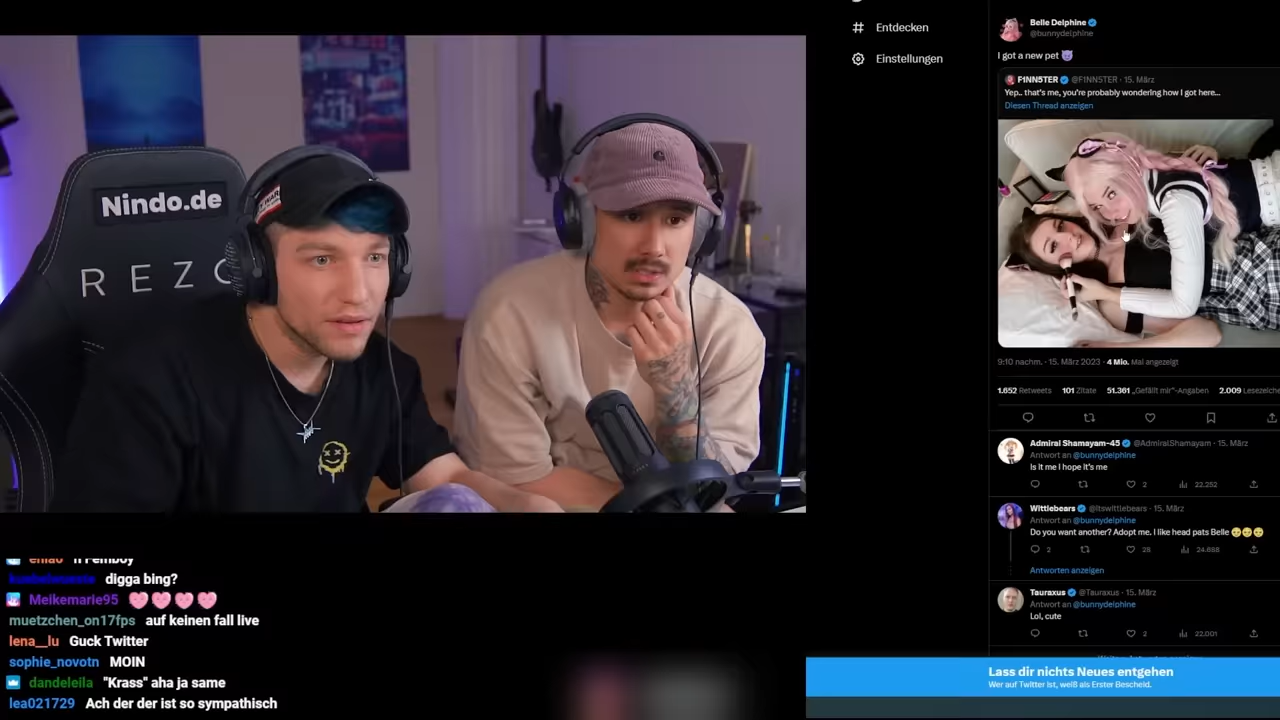 Entdecken
Einstellungen
Nindo.de
REZO
Belle Delphine
@bunnydelphine
I got a new pet 😈
F1NN5TER @F1NN5TER · 15. März
Yep.. that's me, you're probably wondering how I got here...
Diesen Thread anzeigen
9:10 nachm. · 15. März 2023 · 4 Mio. Mal angezeigt
1.652 Retweets 101 Zitate 51.361 „Gefällt mir“-Angaben 2.009 Lesezeiche
Admiral Shamayam-45 @AdmiralShamayam · 15. März
Antwort an @bunnydelphine
Is it me I hope it's me
2 22.252
Wittlebears @itswittlebears · 15. März
Antwort an @bunnydelphine
Do you want another? Adopt me. I like head pats Belle 🥺🥺🥺
2 28 24.688
Antworten anzeigen
Tauraxus @Tauraxus · 15. März
Antwort an @bunnydelphine
Lol, cute
2 22.001
Lass dir nichts Neues entgehen
Wer auf Twitter ist, weiß als Erster Bescheid.
digga bing?
Meikemarie95 💗💗💗💗
muetzchen_on17fps auf keinen fall live
lena__lu Guck Twitter
sophie_novotn MOIN
dandeleila "Krass" aha ja same
lea021729 Ach der der ist so sympathisch